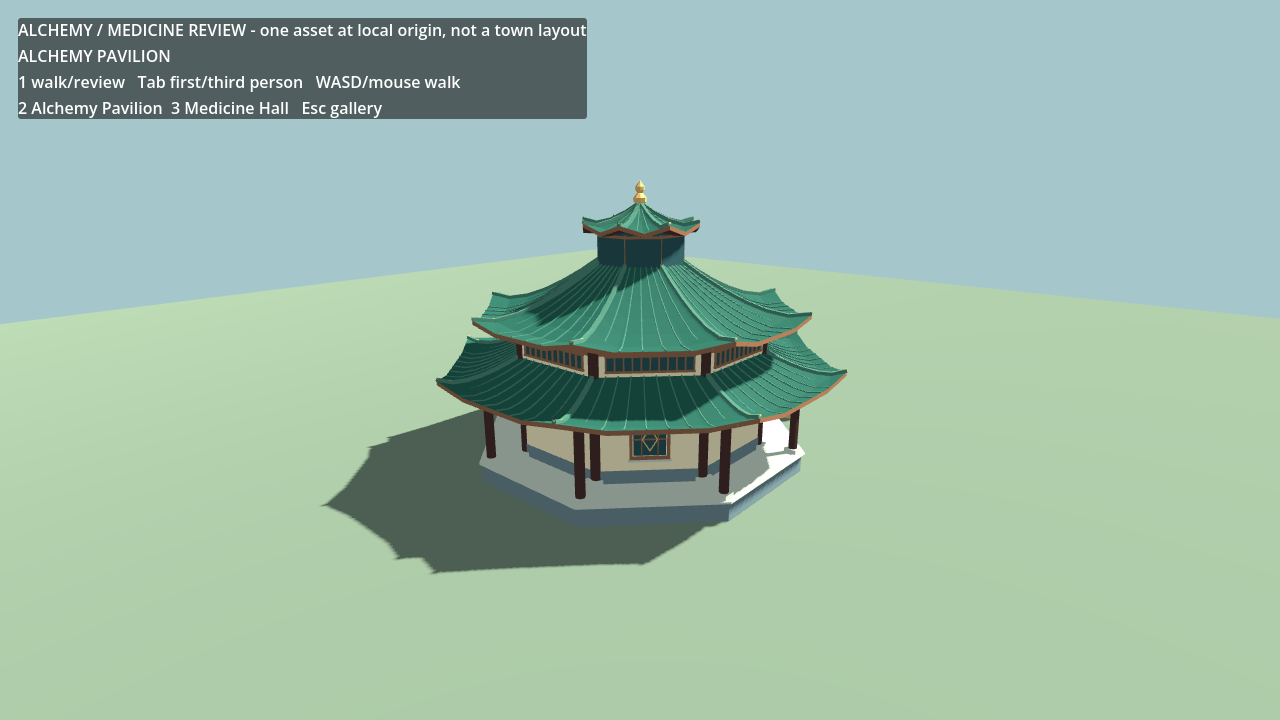 ALCHEMY / MEDICINE REVIEW - one asset at local origin, not a town layout
ALCHEMY PAVILION
1 walk/review   Tab first/third person   WASD/mouse walk
2 Alchemy Pavilion  3 Medicine Hall   Esc gallery